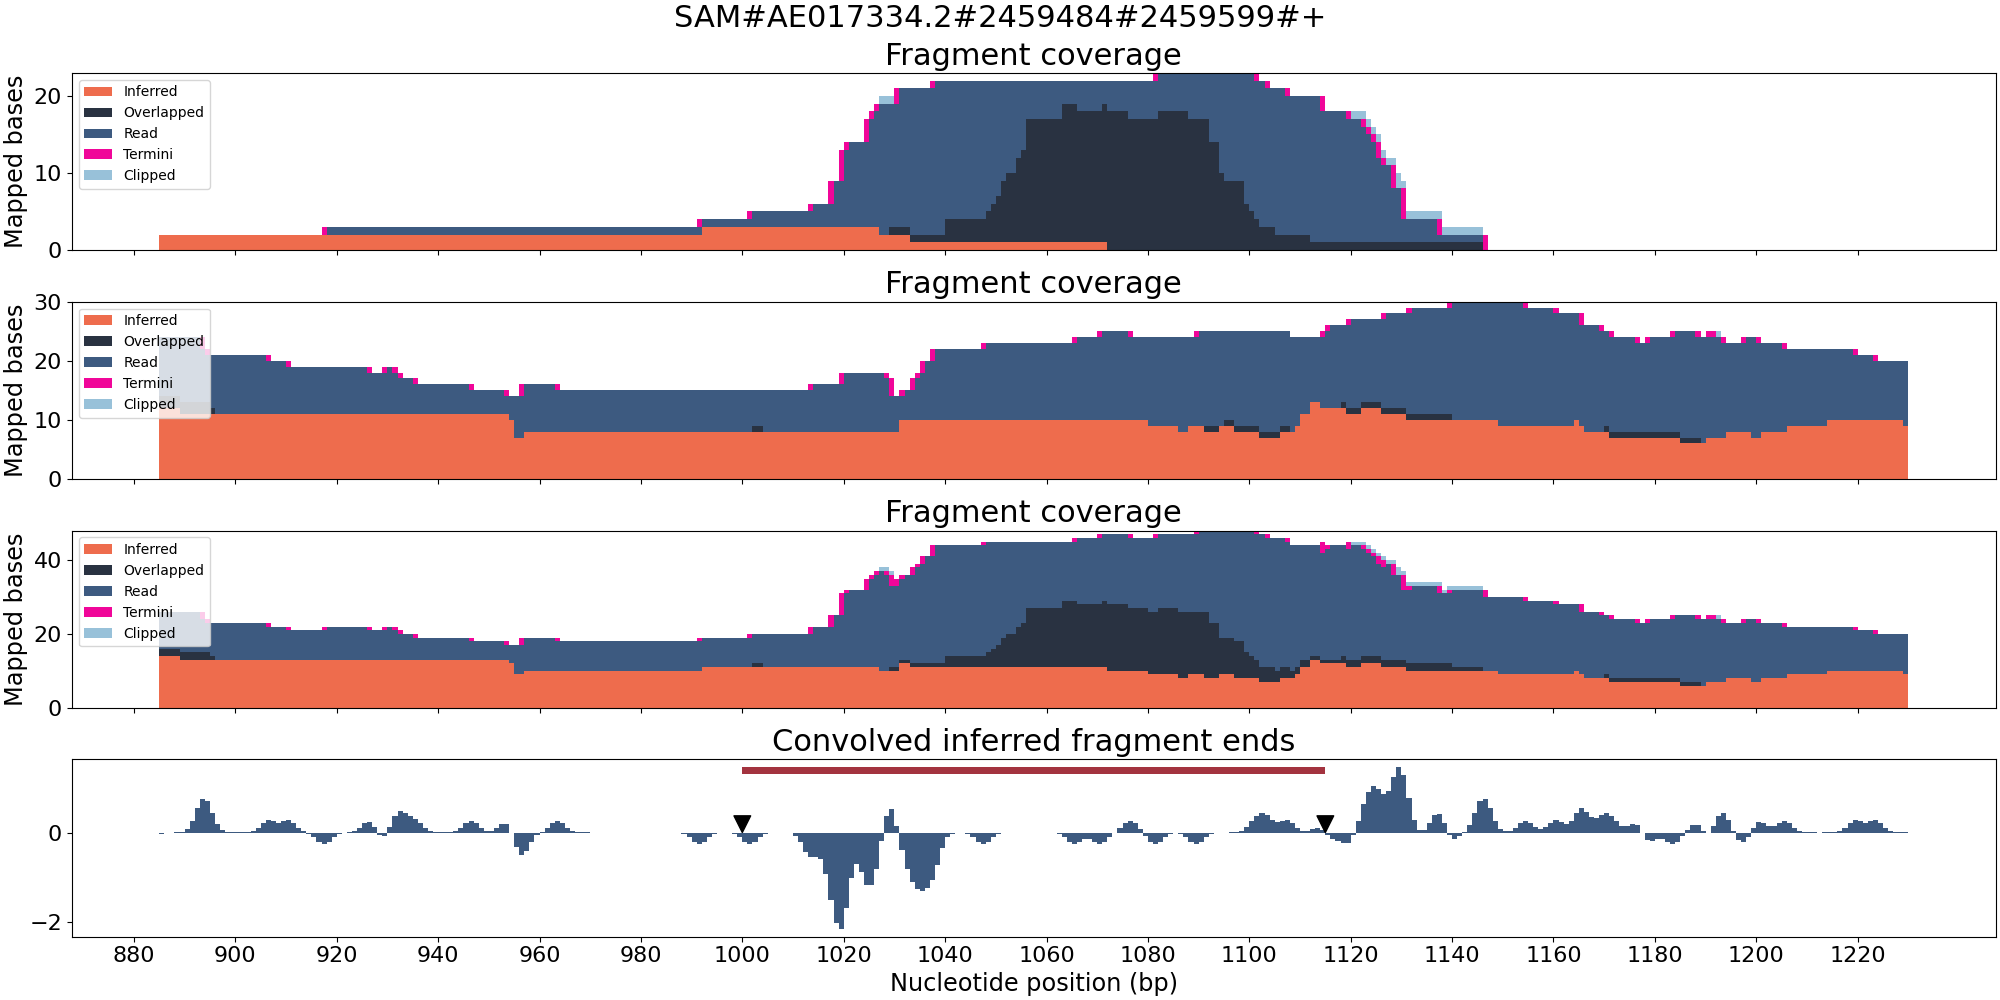 SAM#AE017334.2#2459484#2459599#+
Fragment coverage
Mapped bases
20
10
0
Inferred
Overlapped
Read
Termini
Clipped
Fragment coverage
Mapped bases
30
20
10
0
Inferred
Overlapped
Read
Termini
Clipped
Fragment coverage
Mapped bases
40
20
0
Inferred
Overlapped
Read
Termini
Clipped
Convolved inferred fragment ends
0
−2
880 900 920 940 960 980 1000 1020 1040 1060 1080 1100 1120 1140 1160 1180 1200 1220
Nucleotide position (bp)